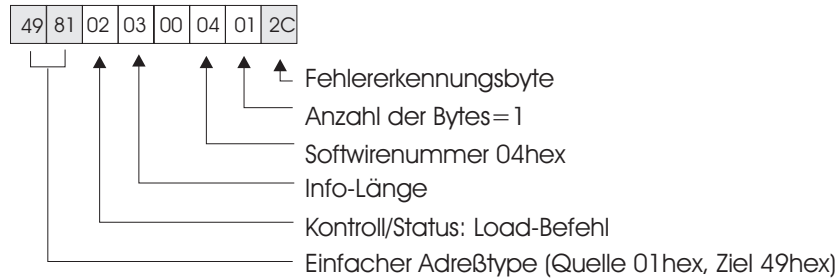 49 81 02 03 00 04 01 2C
Fehlererkennungsbyte
Anzahl der Bytes=1
Softwirenummer 04hex
Info-Länge
Kontroll/Status: Load-Befehl
Einfacher Adreßtype (Quelle 01hex, Ziel 49hex)